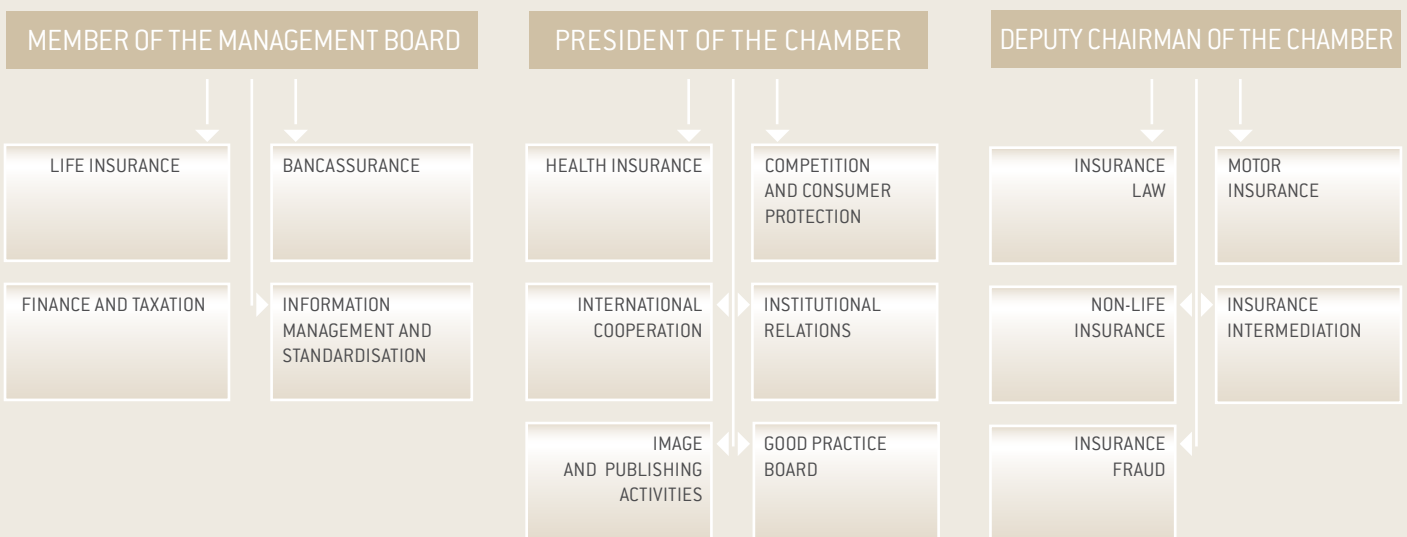 MEMBER OF THE MANAGEMENT BOARD
LIFE INSURANCE
BANCASSURANCE
FINANCE AND TAXATION
INFORMATION
MANAGEMENT AND
STANDARDISATION
PRESIDENT OF THE CHAMBER
HEALTH INSURANCE
COMPETITION
AND CONSUMER
PROTECTION
INTERNATIONAL
COOPERATION
INSTITUTIONAL
RELATIONS
IMAGE
AND PUBLISHING
ACTIVITIES
GOOD PRACTICE
BOARD
DEPUTY CHAIRMAN OF THE CHAMBER
INSURANCE
LAW
MOTOR
INSURANCE
NON-LIFE
INSURANCE
INSURANCE
INTERMEDIATION
INSURANCE
FRAUD